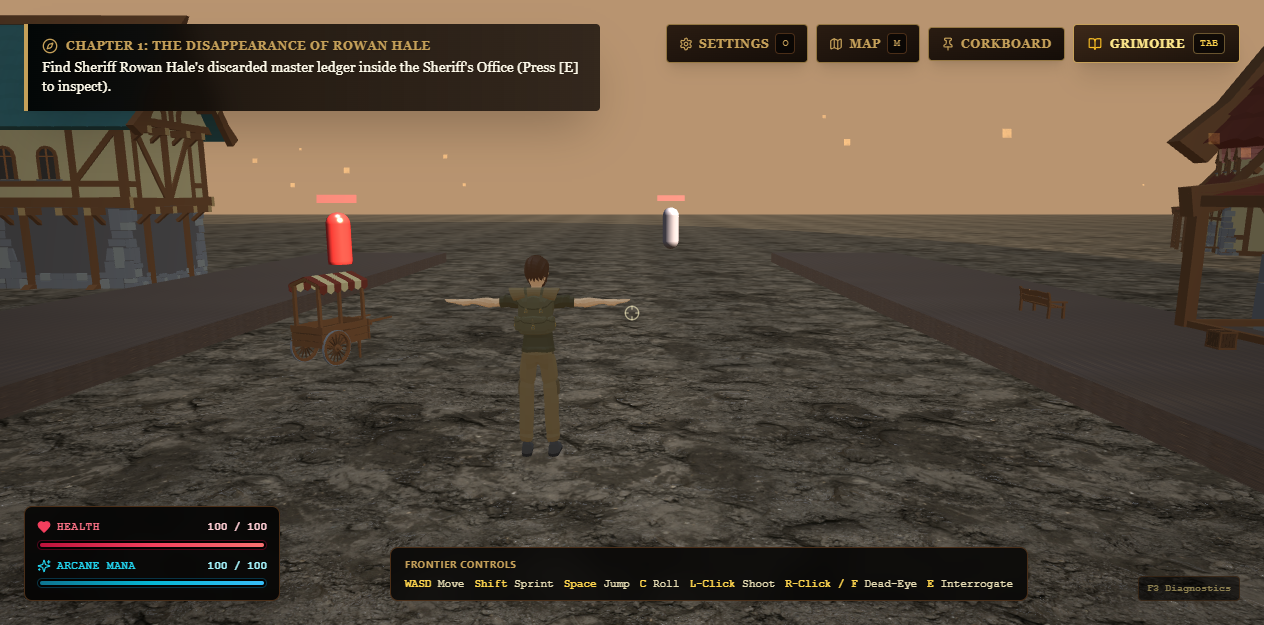 CHAPTER 1: THE DISAPPEARANCE OF ROWAN HALE
Find Sheriff Rowan Hale's discarded master ledger inside the Sheriff's Office (Press [E]
to inspect).
SETTINGS O
MAP M
CORKBOARD
GRIMOIRE TAB
HEALTH 100 / 100
ARCANE MANA 100 / 100
FRONTIER CONTROLS
WASD Move Shift Sprint Space Jump C Roll L-Click Shoot R-Click / F Dead-Eye E Interrogate
F3 Diagnostics